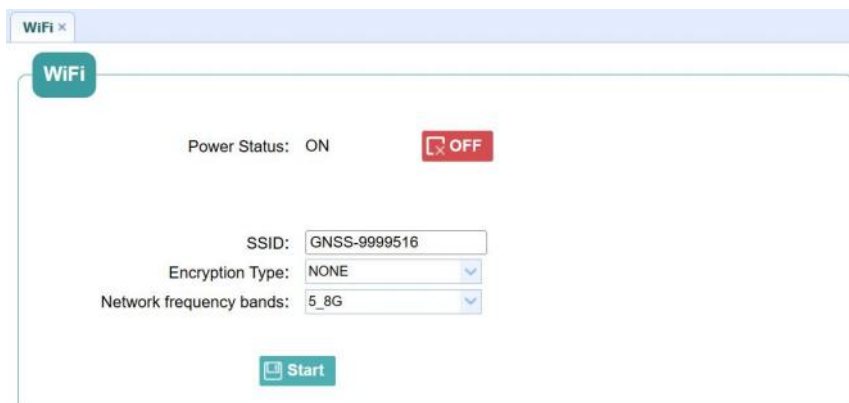 WiFi ×
WiFi
Power Status: ON OFF
SSID: GNSS-9999516
Encryption Type: NONE
Network frequency bands: 5_8G
Start